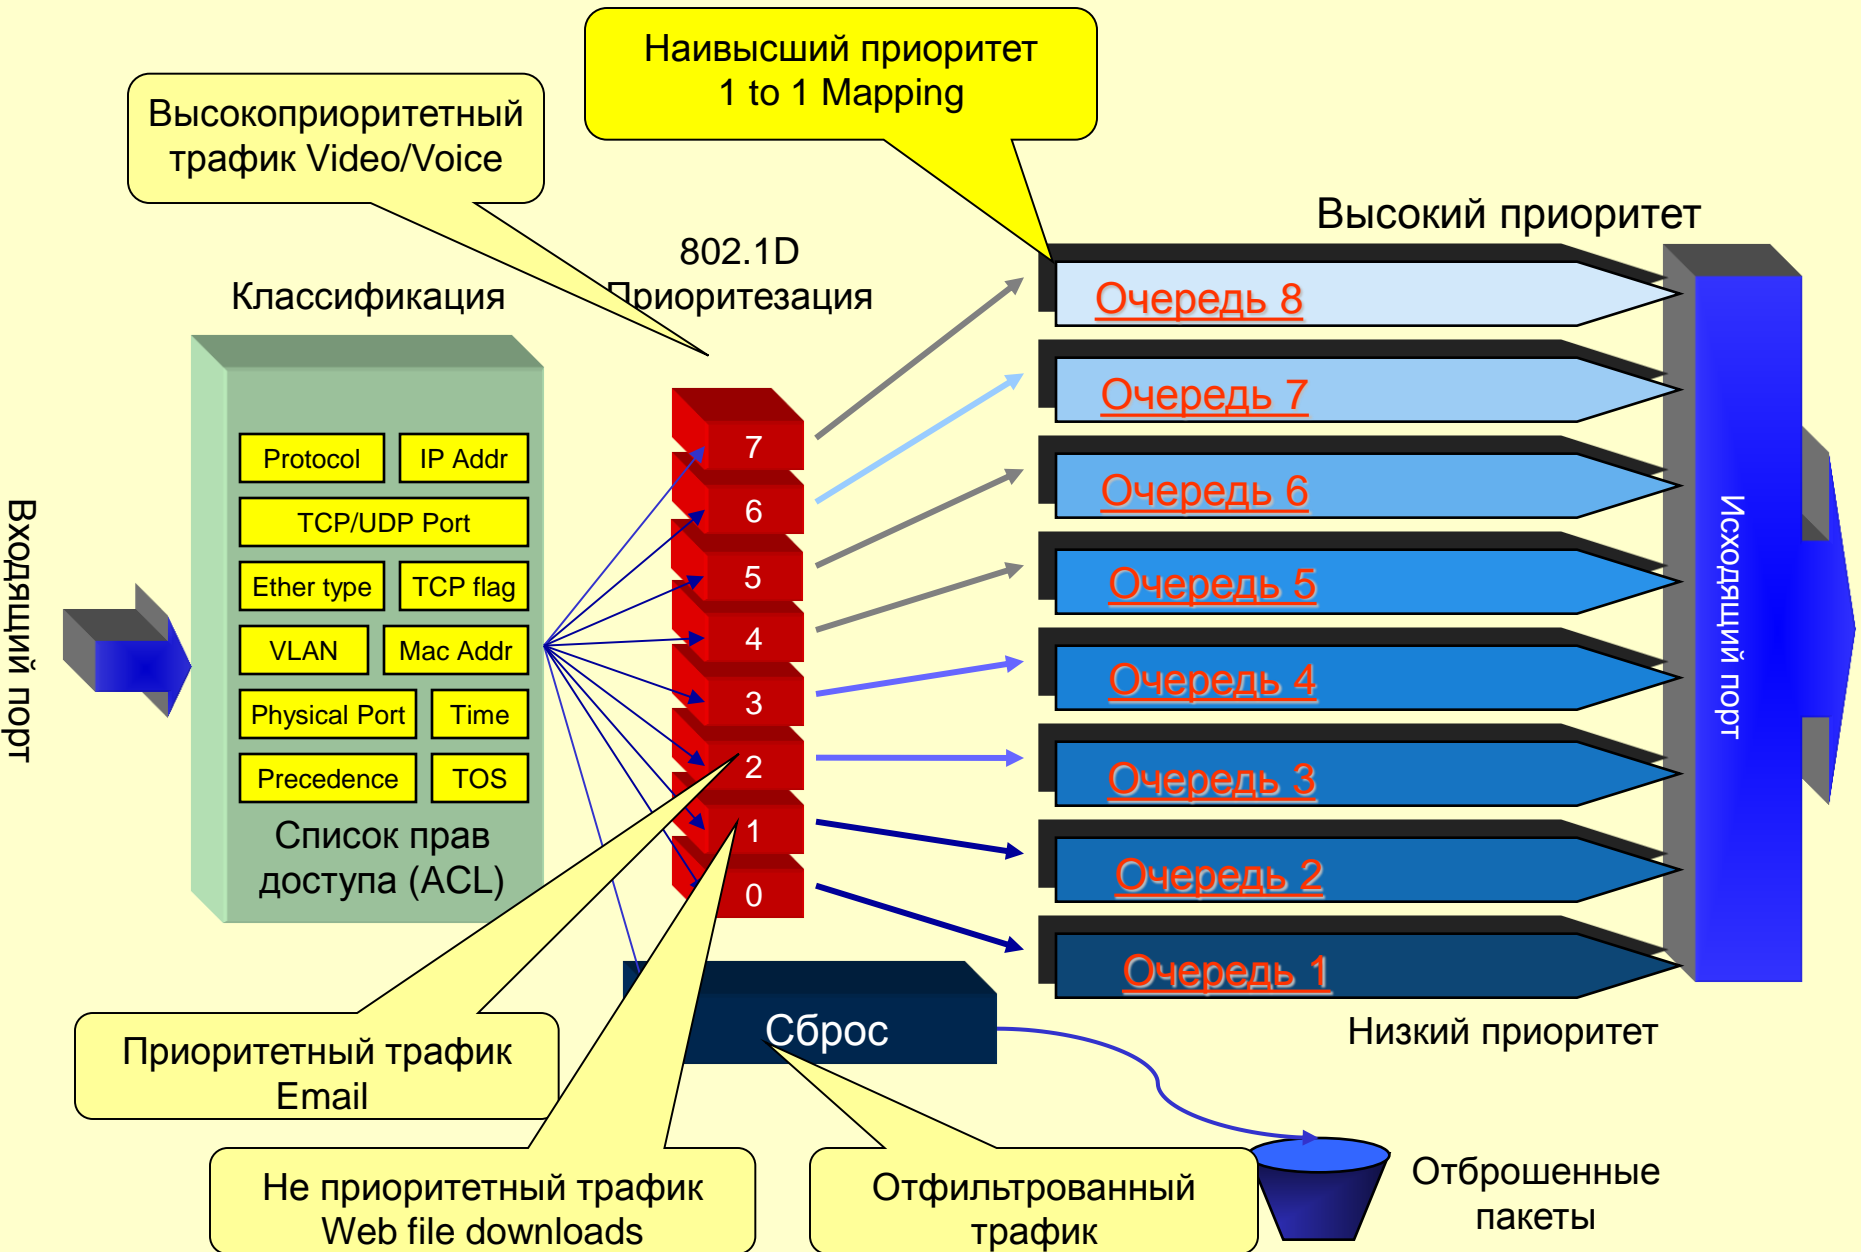 Наивысший приоритет
1 to 1 Mapping
Высокоприоритетный
трафик Video/Voice
Высокий приоритет
802.1D
Приоритезация
Классификация
Входящий порт
Protocol
IP Addr
TCP/UDP Port
Ether type
TCP flag
VLAN
Mac Addr
Physical Port
Time
Precedence
TOS
Список прав
доступа (ACL)
7
6
5
4
3
2
1
0
Очередь 8
Очередь 7
Очередь 6
Очередь 5
Очередь 4
Очередь 3
Очередь 2
Очередь 1
Исходящий порт
Низкий приоритет
Сброс
Приоритетный трафик
Email
Не приоритетный трафик
Web file downloads
Отфильтрованный
трафик
Отброшенные
пакеты